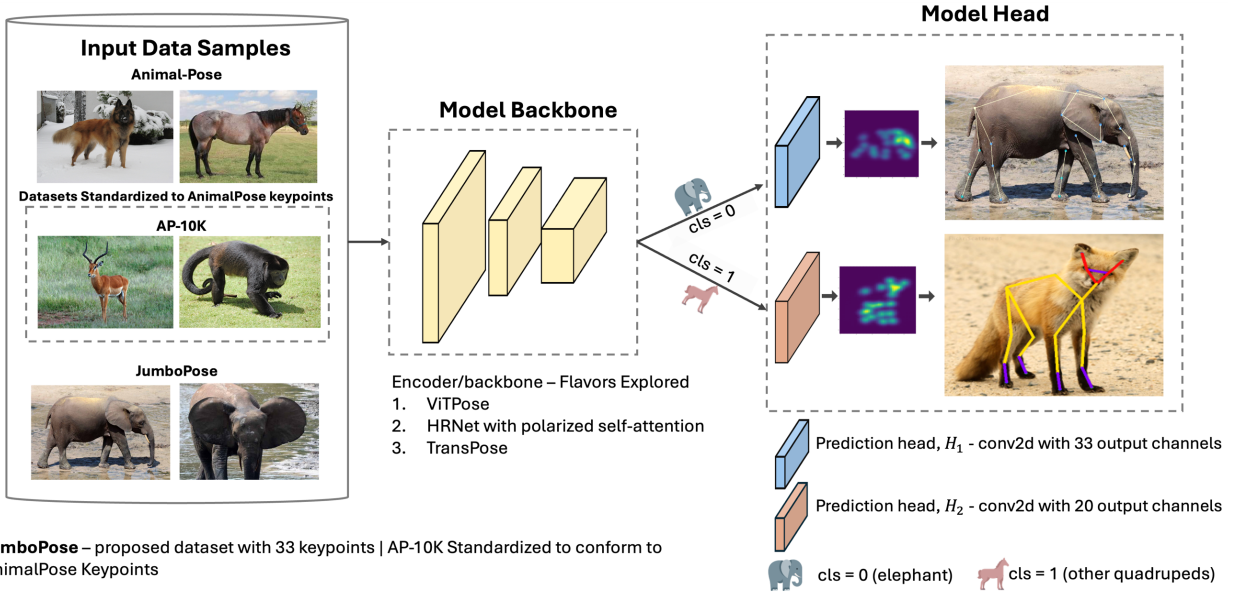 Model Head
Input Data Samples
Animal-Pose
Model Backbone
Datasets Standardized to AnimalPose keypoints
AP-10K
cls = 0
cls = 1
JumboPose
Encoder/backbone – Flavors Explored
1. ViTPose
2. HRNet with polarized self-attention
3. TransPose
Prediction head, H₁ - conv2d with 33 output channels
Prediction head, H₂ - conv2d with 20 output channels
mboPose – proposed dataset with 33 keypoints | AP-10K Standardized to conform to
nimalPose Keypoints
cls = 0 (elephant)
cls = 1 (other quadrupeds)